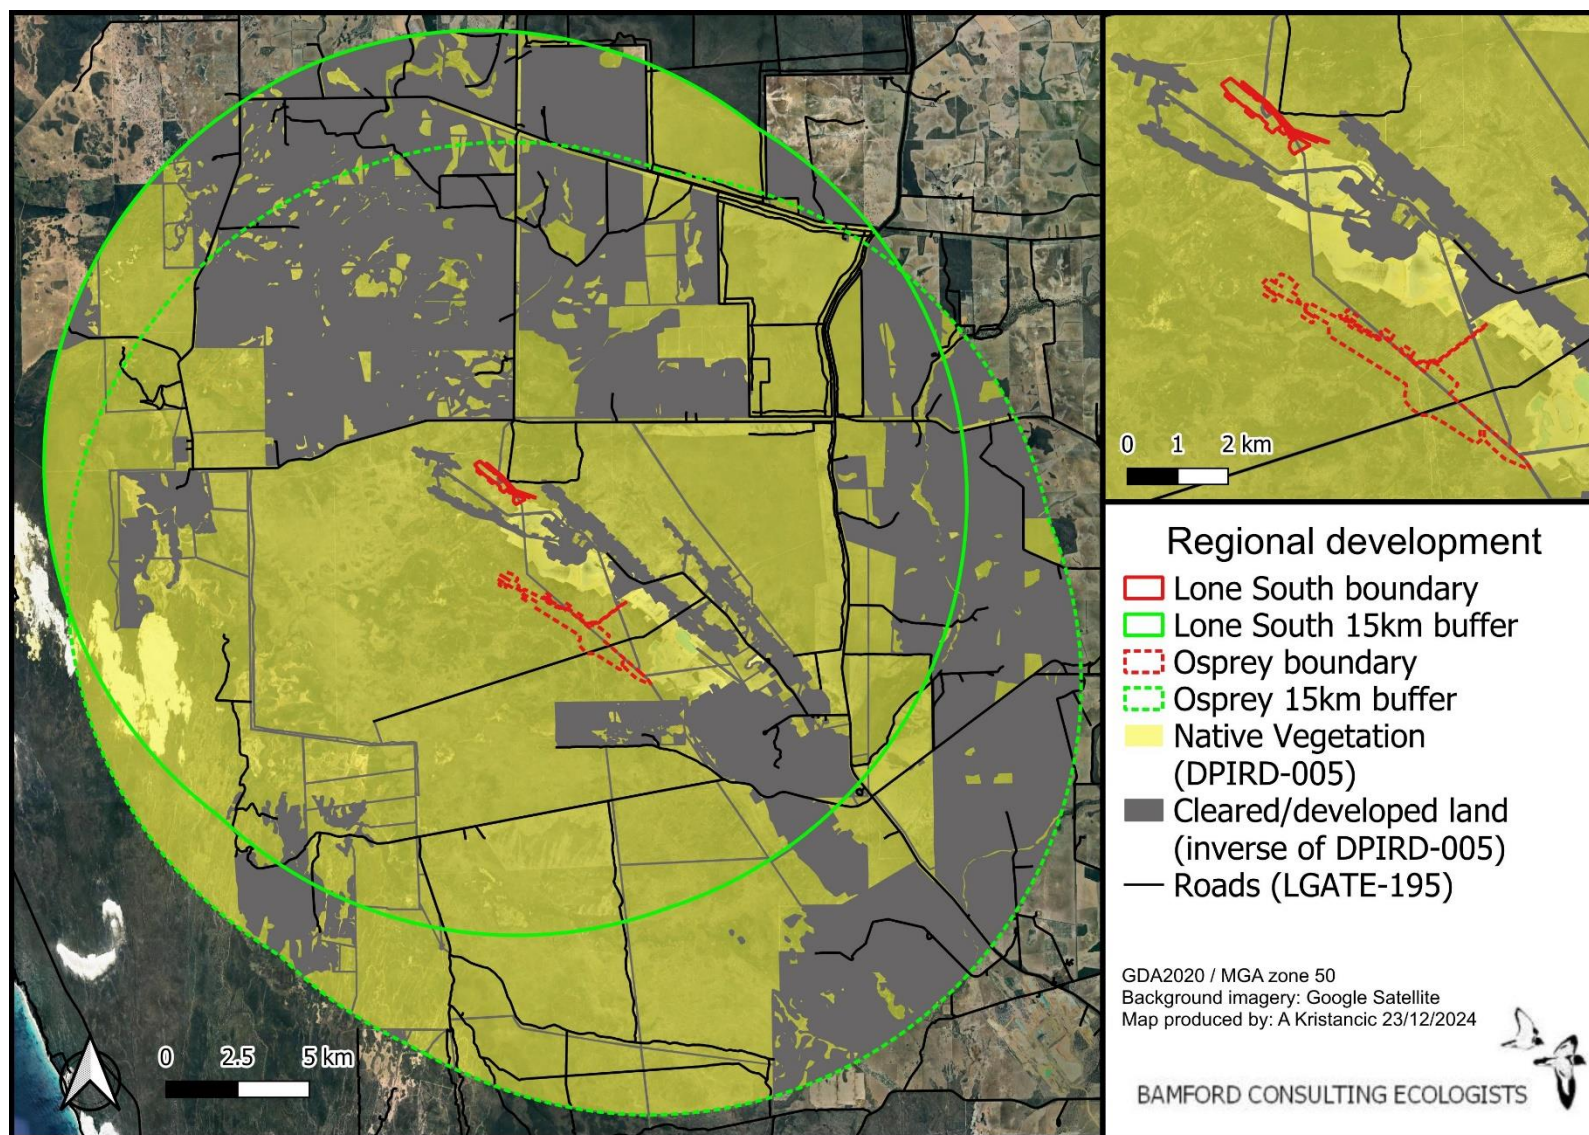 0 2.5 5 km
0 1 2 km
Regional development
Lone South boundary
Lone South 15km buffer
Osprey boundary
Osprey 15km buffer
Native Vegetation
(DPIRD-005)
Cleared/developed land
(inverse of DPIRD-005)
Roads (LGATE-195)
GDA2020 / MGA zone 50
Background imagery: Google Satellite
Map produced by: A Kristancic 23/12/2024
BAMFORD CONSULTING ECOLOGISTS